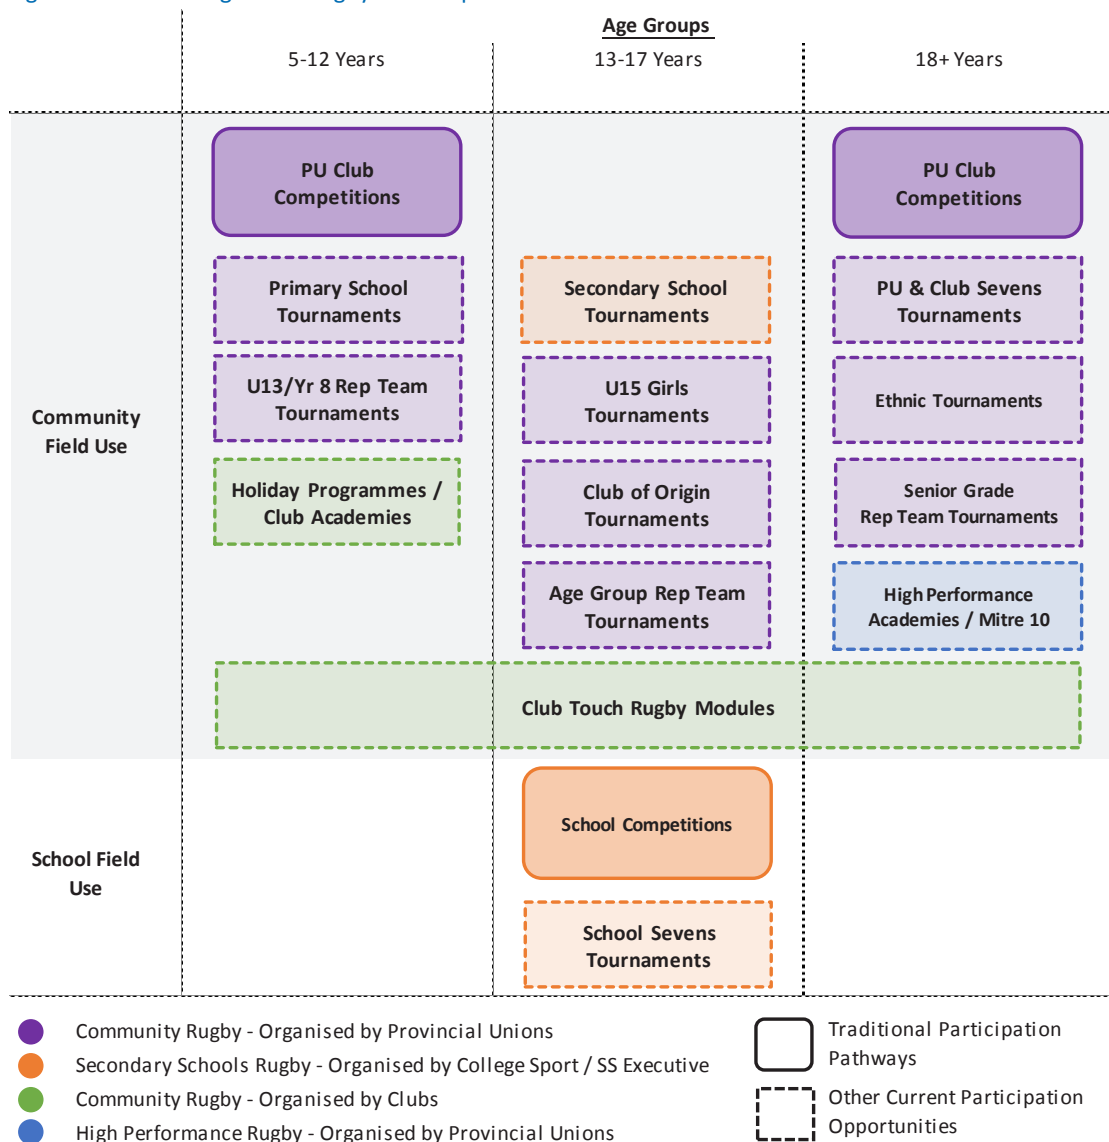 Age Groups
5-12 Years
13-17 Years
18+ Years
PU Club
Competitions
PU Club
Competitions
Primary School
Tournaments
Secondary School
Tournaments
PU & Club Sevens
Tournaments
U13/Yr 8 Rep Team
Tournaments
U15 Girls
Tournaments
Ethnic Tournaments
Community
Field Use
Holiday Programmes /
Club Academies
Club of Origin
Tournaments
Senior Grade
Rep Team Tournaments
Age Group Rep Team
Tournaments
High Performance
Academies / Mitre 10
Club Touch Rugby Modules
School Field
Use
School Competitions
School Sevens
Tournaments
Community Rugby - Organised by Provincial Unions
Secondary Schools Rugby - Organised by College Sport / SS Executive
Community Rugby - Organised by Clubs
High Performance Rugby - Organised by Provincial Unions
Traditional Participation
Pathways
Other Current Participation
Opportunities